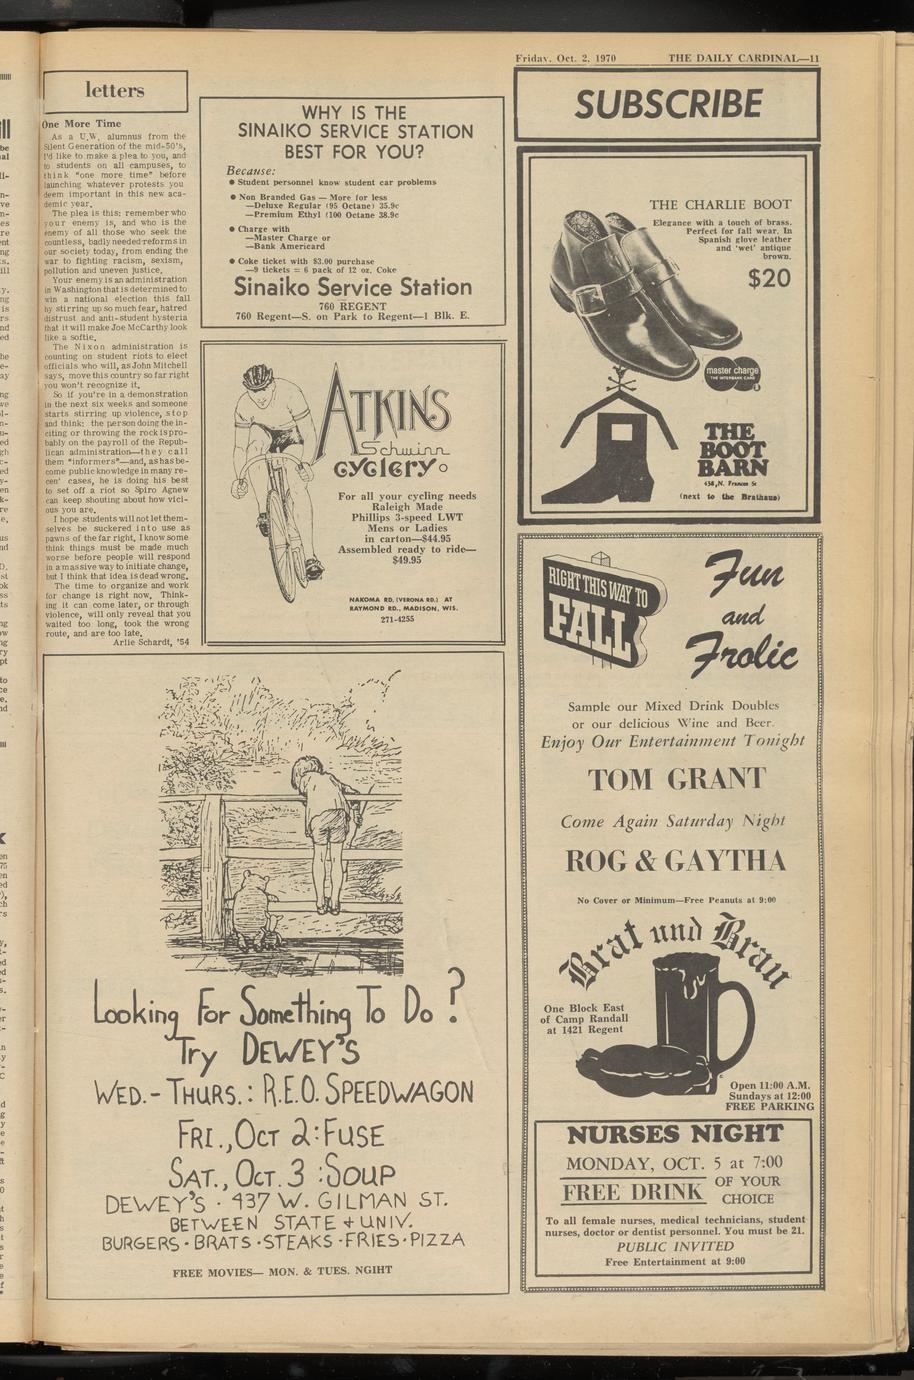 Friday, Oct. 2, 1970 THE DAILY CARDINAL—11
letters
One More Time
As a U.W. alumnus from the
Silent Generation of the mid-50's,
I'd like to make a plea to you, and
to students on all campuses, to
think "one more time" before
launching whatever protests you
deem important in this new aca-
demic year.
The plea is this: remember who
your enemy is, and who is the
enemy of all those who seek the
countless, badly needed reforms in
our society today, from ending the
war to fighting racism, sexism,
pollution and uneven justice.
Your enemy is an administration
in Washington that is determined to
win a national election this fall
by stirring up so much fear, hatred
distrust and anti-student hysteria
that it will make Joe McCarthy look
like a softie.
The Nixon administration is
counting on student riots to elect
officials who will, as John Mitchell
says, move this country so far right
you won't recognize it.
So if you're in a demonstration
in the next six weeks and someone
starts stirring up violence, stop
and think: the person doing the in-
citing or throwing the rock is pro-
bably on the payroll of the Repub-
lican administration—they call
them "informers"—and, as has be-
come public knowledge in many re-
cen' cases, he is doing his best
to set off a riot so Spiro Agnew
can keep shouting about how vici-
ous you are.
I hope students will not let them-
selves be suckered into use as
pawns of the far right. I know some
think things must be made much
worse before people will respond
in a massive way to initiate change,
but I think that idea is dead wrong.
The time to organize and work
for change is right now. Think-
ing it can come later, or through
violence, will only reveal that you
waited too long, took the wrong
route, and are too late.
Arlie Schardt, '54
WHY IS THE
SINAIKO SERVICE STATION
BEST FOR YOU?
Because:
● Student personnel know student car problems
● Non Branded Gas — More for less
—Deluxe Regular (95 Octane) 35.9c
—Premium Ethyl (100 Octane 38.9c
● Charge with
—Master Charge or
—Bank Americard
● Coke ticket with $3.00 purchase
—9 tickets = 6 pack of 12 oz. Coke
Sinaiko Service Station
760 REGENT
760 Regent—S. on Park to Regent—1 Blk. E.
ATKINS
Schwinn
cyclery
For all your cycling needs
Raleigh Made
Phillips 3-speed LWT
Mens or Ladies
in carton—$44.95
Assembled ready to ride—
$49.95
NAKOMA RD. (VERONA RD.) AT
RAYMOND RD., MADISON, WIS.
271-4255
Looking For Something To Do?
Try DEWEY'S
WED.-THURS.: R.E.O. SPEEDWAGON
FRI., OCT 2: FUSE
SAT., OCT. 3: SOUP
DEWEY'S · 437 W. GILMAN ST.
BETWEEN STATE & UNIV.
BURGERS · BRATS · STEAKS · FRIES · PIZZA
FREE MOVIES— MON. & TUES. NGIHT
SUBSCRIBE
THE CHARLIE BOOT
Elegance with a touch of brass.
Perfect for fall wear. In
Spanish glove leather
and 'wet' antique
brown.
$20
master charge
THE INTERBANK CARD
THE
BOOT
BARN
438 N. Frances St
(next to the Brathaus)
RIGHT THIS WAY TO
FALL
Fun
and
Frolic
Sample our Mixed Drink Doubles
or our delicious Wine and Beer.
Enjoy Our Entertainment Tonight
TOM GRANT
Come Again Saturday Night
ROG & GAYTHA
No Cover or Minimum—Free Peanuts at 9:00
Brat und Brau
One Block East
of Camp Randall
at 1421 Regent
Open 11:00 A.M.
Sundays at 12:00
FREE PARKING
NURSES NIGHT
MONDAY, OCT. 5 at 7:00
FREE DRINK OF YOUR
CHOICE
To all female nurses, medical technicians, student
nurses, doctor or dentist personnel. You must be 21.
PUBLIC INVITED
Free Entertainment at 9:00